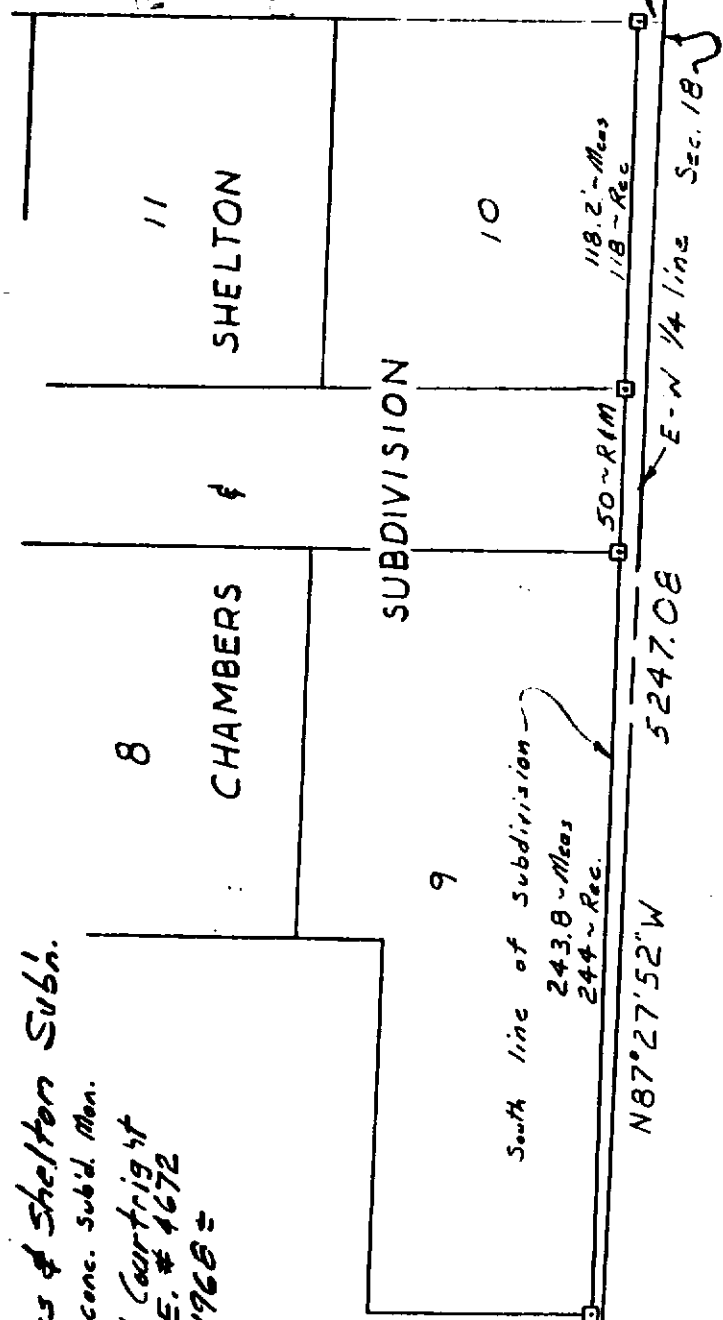 s & Shelton Subn.
conc. Subd. Mon.
Courtright
E. # 4672
1968±
8
CHAMBERS
&
11
SHELTON
SUBDIVISION
9
10
South line of Subdivision
243.8 ~ Meas
244 ~ Rec.
50 ~ R&M
118.2' ~ Meas
118 ~ Rec
N87°27'52"W
5247.08
E-W 1/4 line Sec. 18